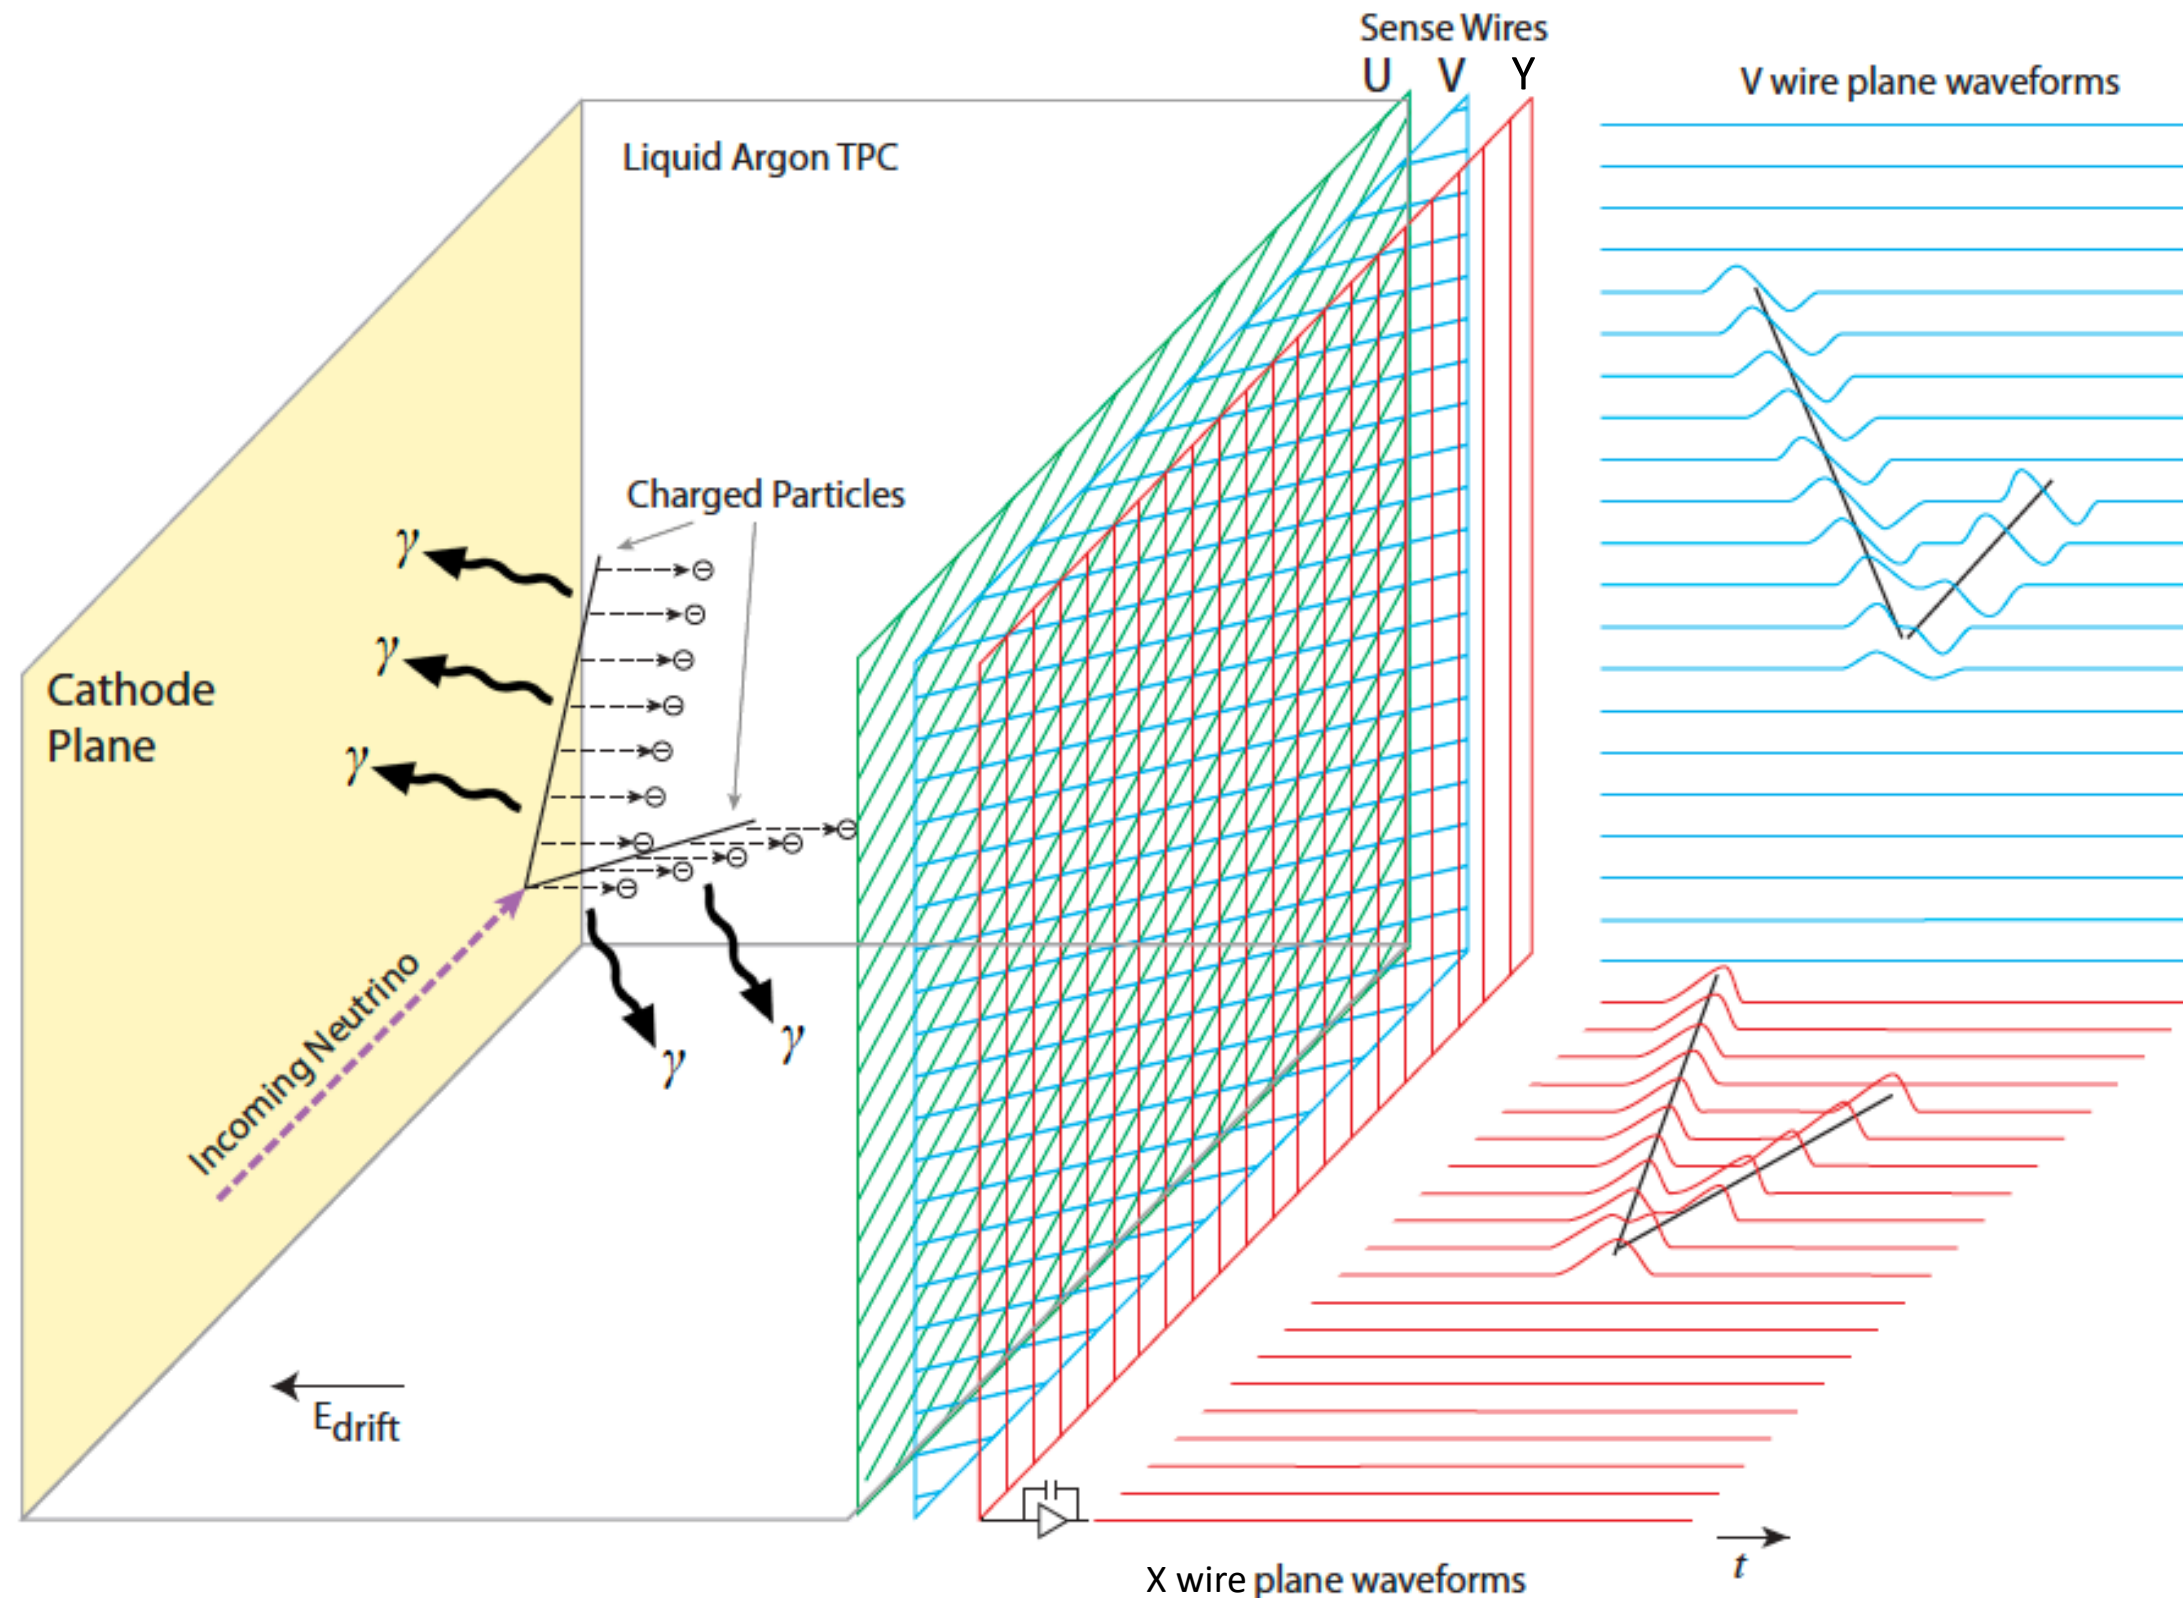 Sense Wires
U V Y
V wire plane waveforms
Liquid Argon TPC
Charged Particles
γ
γ
γ
Cathode
Plane
Incoming Neutrino
γ
γ
Edrift
t
X wire plane waveforms